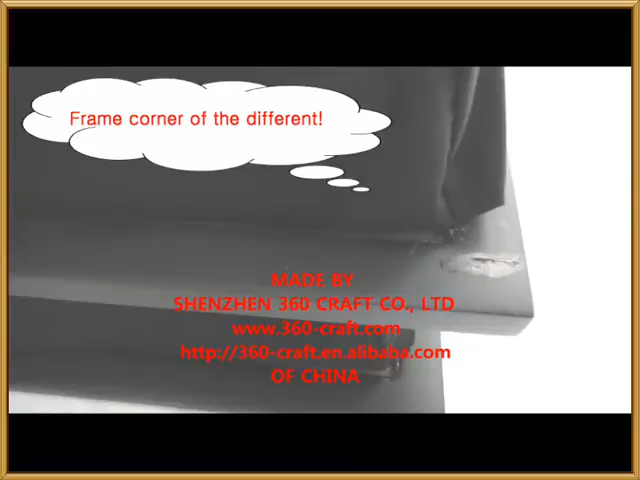 Frame corner of the different!
MADE BY
SHENZHEN 360 CRAFT CO., LTD
www.360-craft.com
http://360-craft.en.alibaba.com
OF CHINA